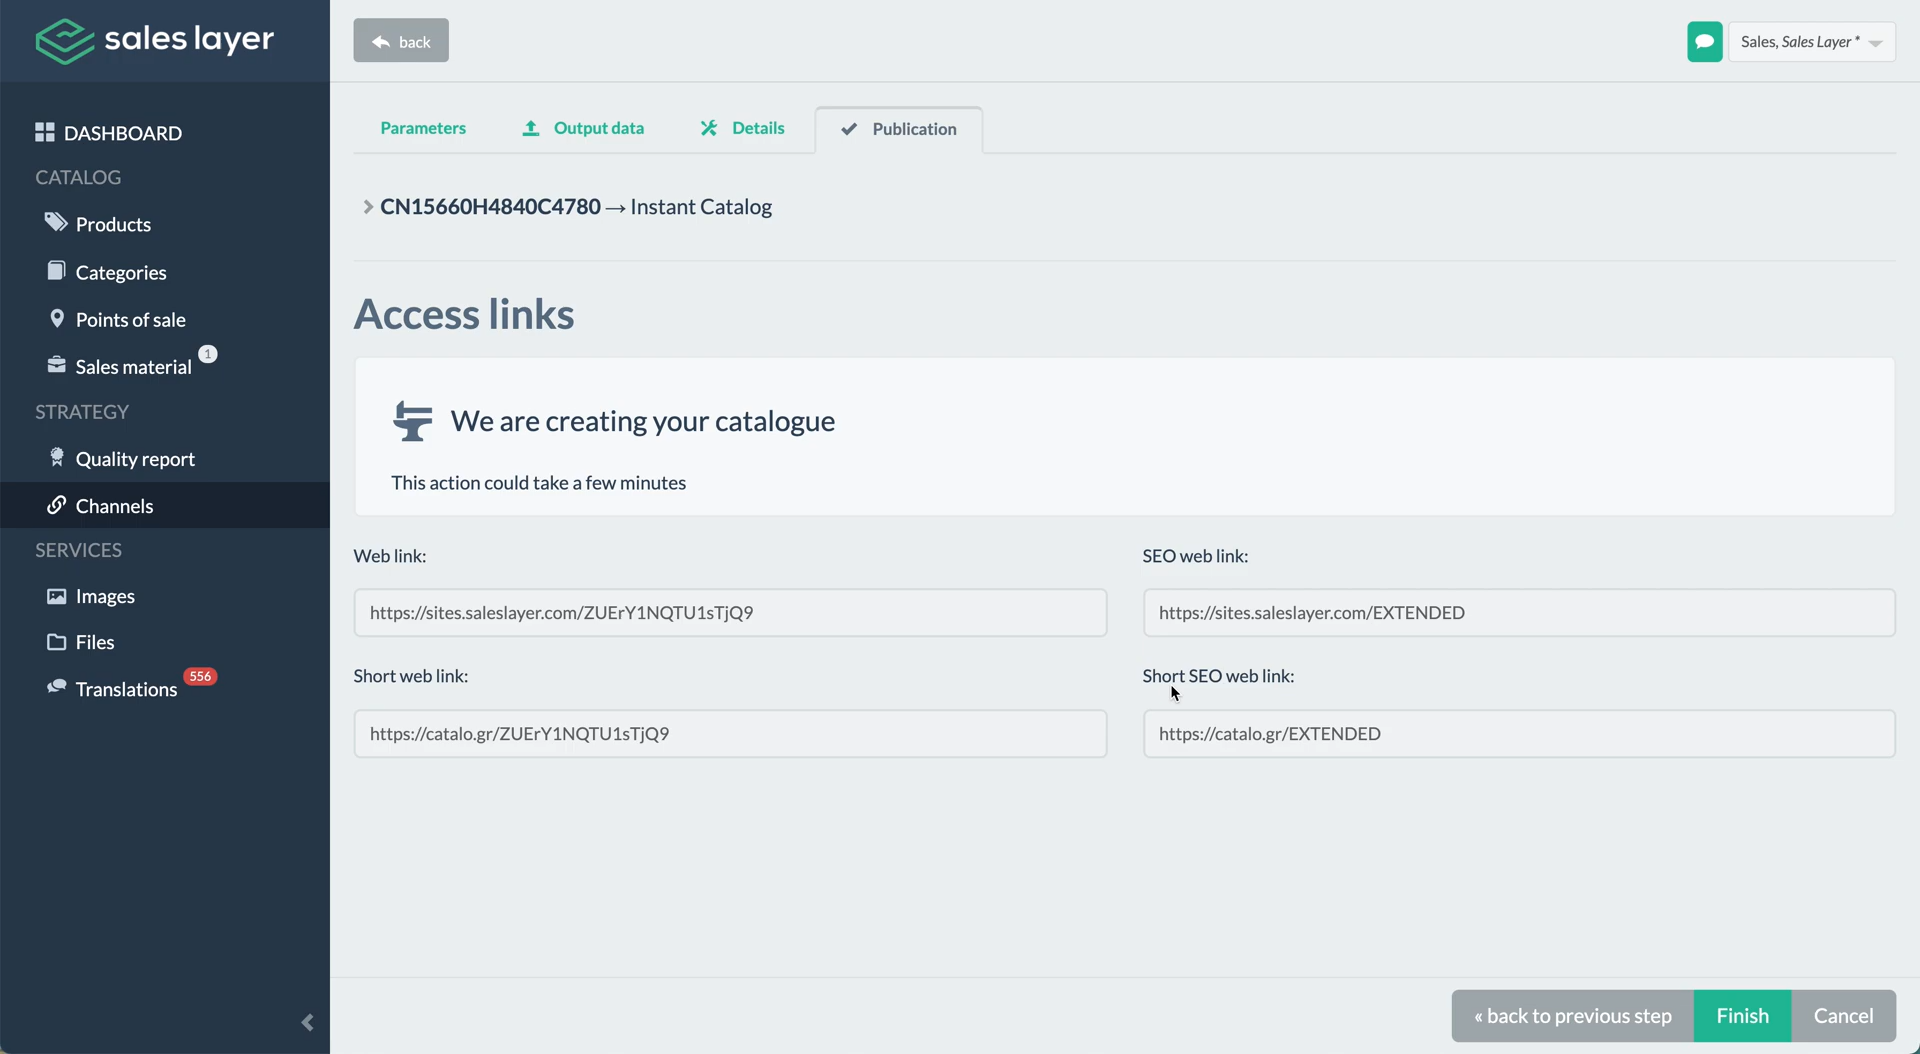 sales layer
back
Sales, Sales Layer *
DASHBOARD
CATALOG
Products
Categories
Points of sale
Sales material 1
STRATEGY
Quality report
Channels
SERVICES
Images
Files
Translations 556
Parameters
Output data
Details
Publication
CN15660H4840C4780 → Instant Catalog
Access links
We are creating your catalogue
This action could take a few minutes
Web link:
https://sites.saleslayer.com/ZUErY1NQTU1sTjQ9
SEO web link:
https://sites.saleslayer.com/EXTENDED
Short web link:
https://catalo.gr/ZUErY1NQTU1sTjQ9
Short SEO web link:
https://catalo.gr/EXTENDED
« back to previous step
Finish
Cancel